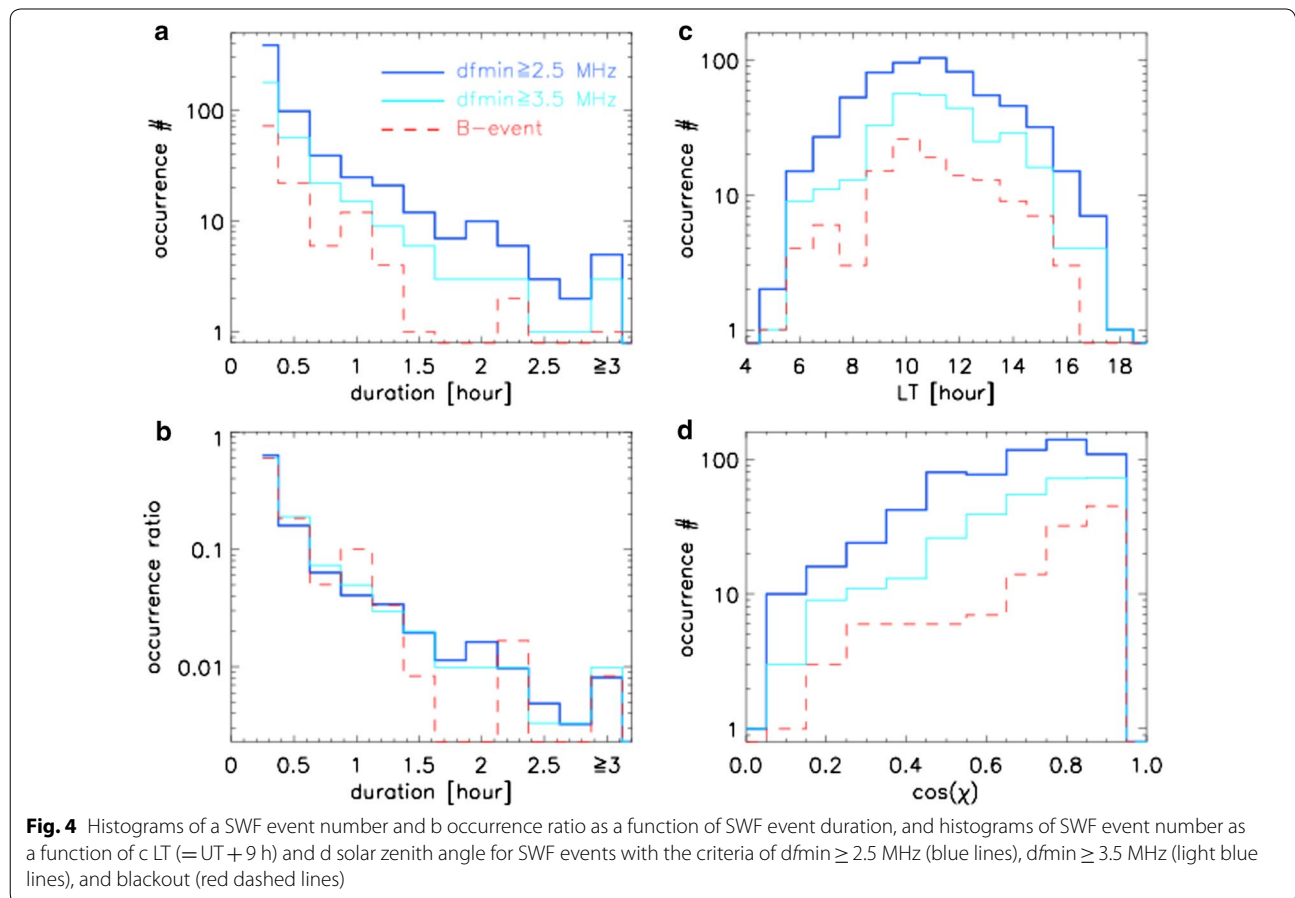 a
100
10
1
occurrence #
dfmin≧2.5 MHz
dfmin≧3.5 MHz
B-event
0 0.5 1 1.5 2 2.5 ≧3
duration [hour]
c
100
10
1
occurrence #
4 6 8 10 12 14 16 18
LT [hour]
b
1
0.1
0.01
occurrence ratio
0 0.5 1 1.5 2 2.5 ≧3
duration [hour]
d
100
10
1
occurrence #
0.0 0.2 0.4 0.6 0.8 1.0
cos(χ)
Fig. 4 Histograms of a SWF event number and b occurrence ratio as a function of SWF event duration, and histograms of SWF event number as
a function of c LT (= UT + 9 h) and d solar zenith angle for SWF events with the criteria of dfmin ≥ 2.5 MHz (blue lines), dfmin ≥ 3.5 MHz (light blue
lines), and blackout (red dashed lines)